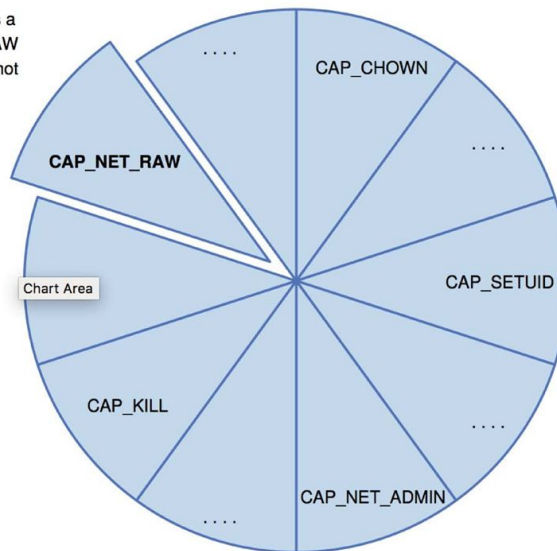 s a
AW
not
....
CAP_CHOWN
CAP_NET_RAW
....
Chart Area
CAP_SETUID
CAP_KILL
....
CAP_NET_ADMIN
....